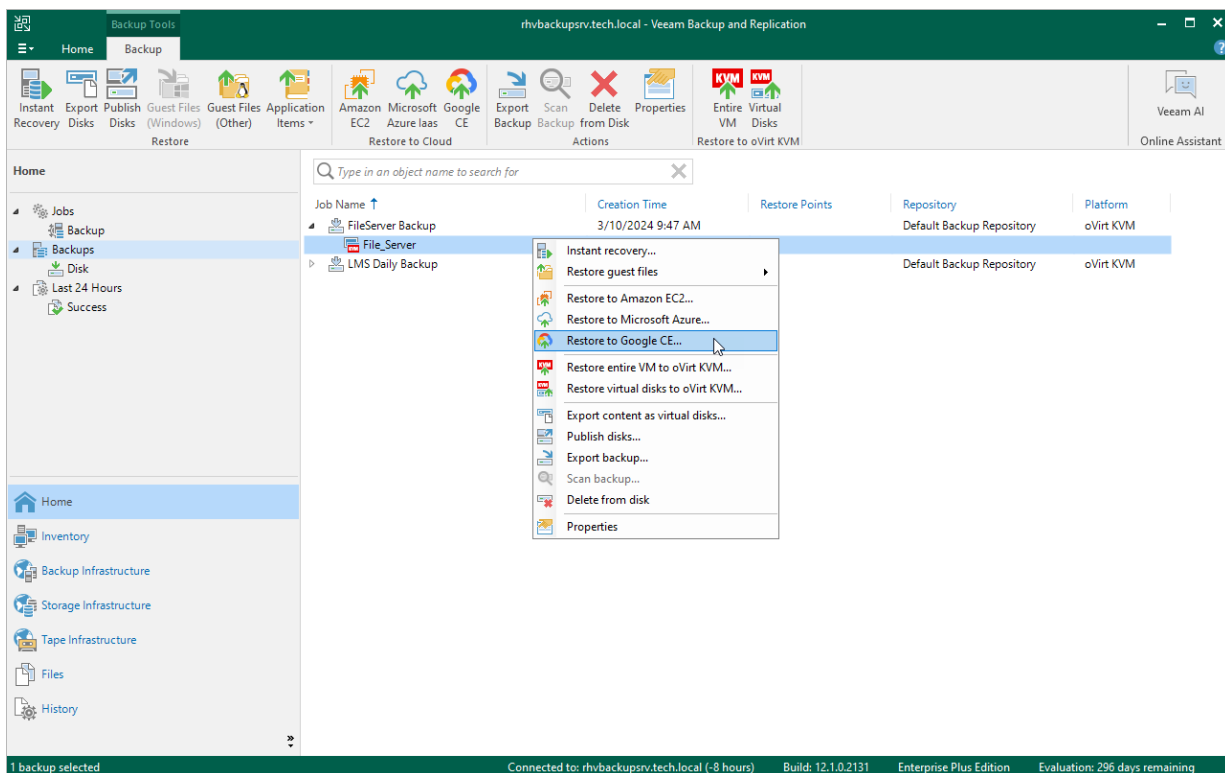 Backup Tools
rhvbackupsrv.tech.local - Veeam Backup and Replication
Home Backup
Instant Recovery
Export Disks
Publish Disks
Guest Files (Windows)
Guest Files (Other)
Application Items
Restore
Amazon EC2
Microsoft Azure Iaas
Google CE
Restore to Cloud
Export Backup
Scan Backup
Delete from Disk
Properties
Actions
Entire VM
Virtual Disks
Restore to oVirt KVM
Veeam AI
Online Assistant
Home
Jobs
Backup
Backups
Disk
Last 24 Hours
Success
Type in an object name to search for
Job Name Creation Time Restore Points Repository Platform
FileServer Backup 3/10/2024 9:47 AM Default Backup Repository oVirt KVM
File_Server
LMS Daily Backup Default Backup Repository oVirt KVM
Instant recovery...
Restore guest files
Restore to Amazon EC2...
Restore to Microsoft Azure...
Restore to Google CE...
Restore entire VM to oVirt KVM...
Restore virtual disks to oVirt KVM...
Export content as virtual disks...
Publish disks...
Export backup...
Scan backup...
Delete from disk
Properties
Home
Inventory
Backup Infrastructure
Storage Infrastructure
Tape Infrastructure
Files
History
1 backup selected
Connected to: rhvbackupsrv.tech.local (-8 hours) Build: 12.1.0.2131 Enterprise Plus Edition Evaluation: 296 days remaining